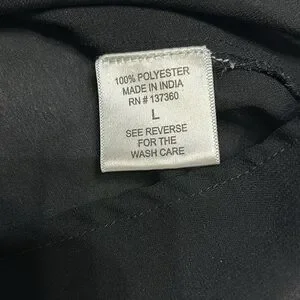 100% POLYESTER
MADE IN INDIA
RN # 137360
L
SEE REVERSE
FOR THE
WASH CARE